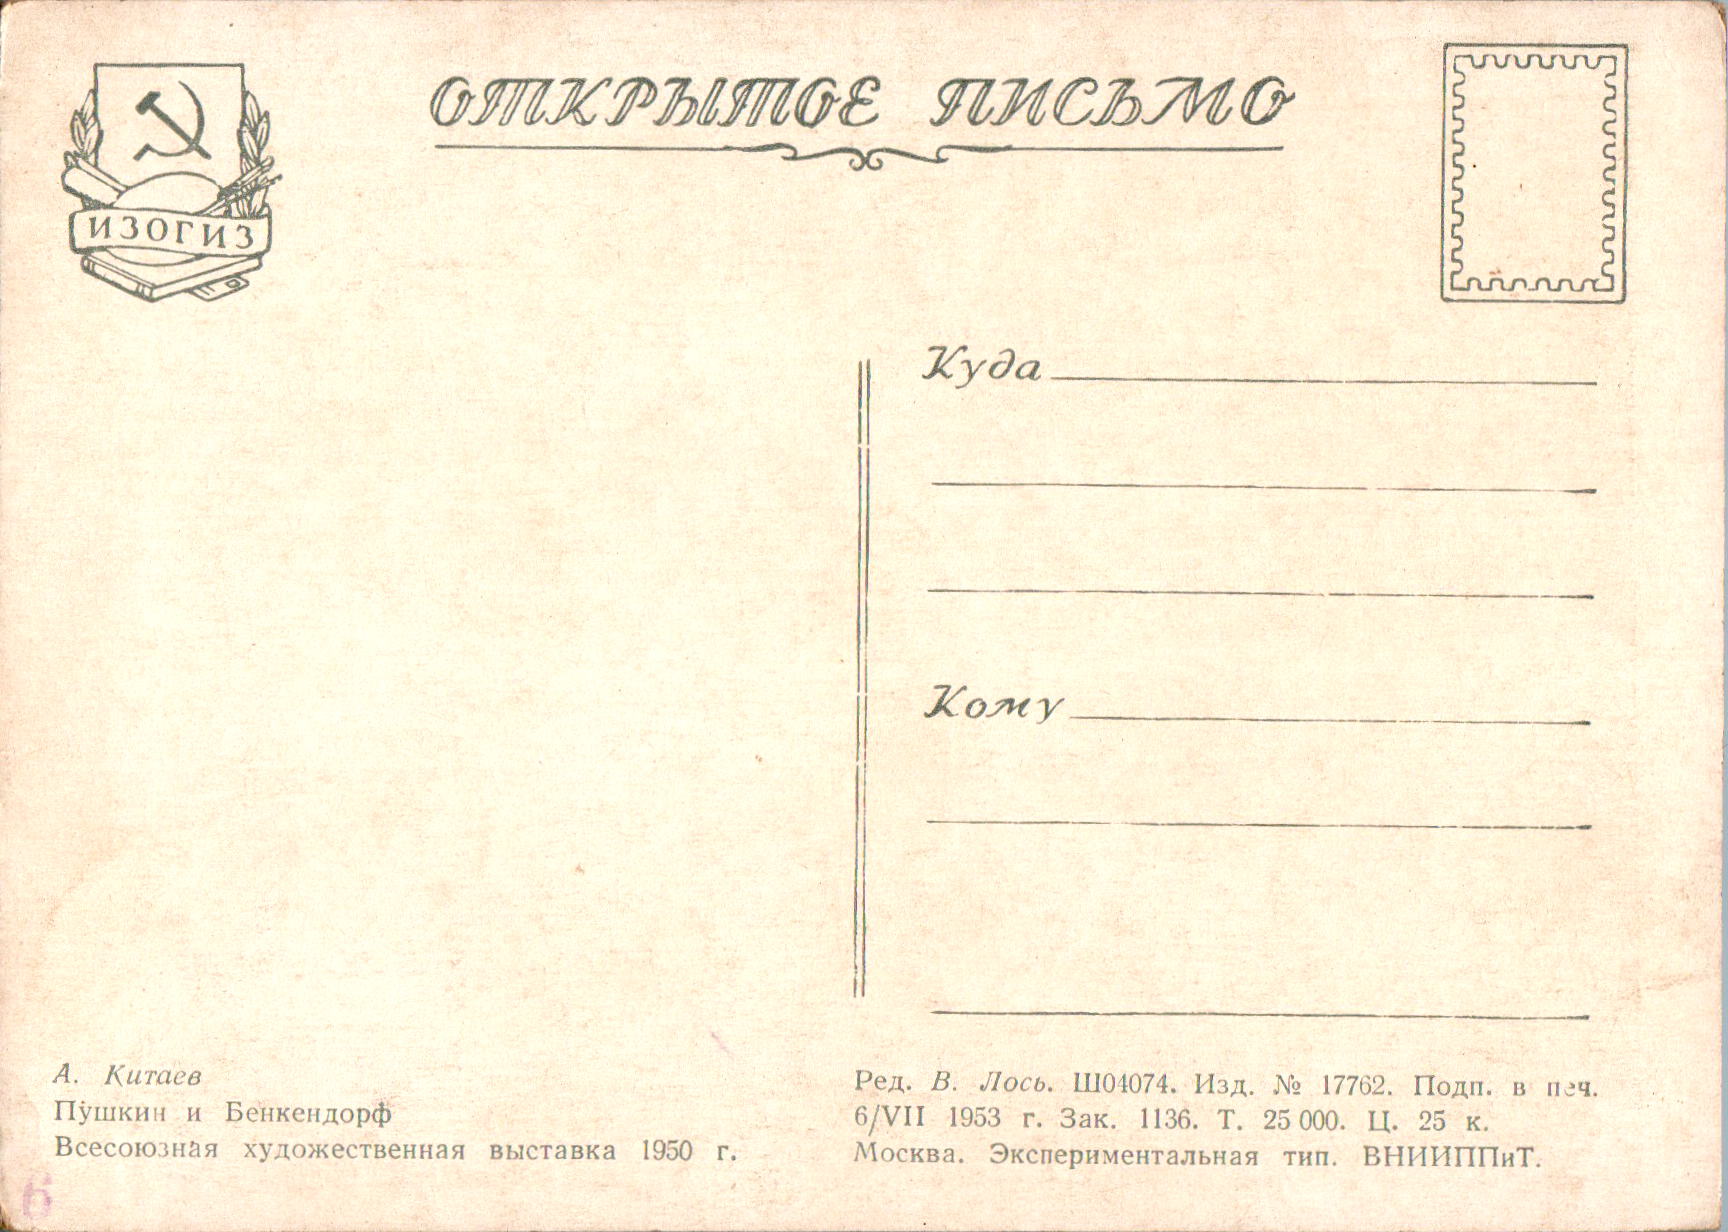 ОТКРЫТОЕ ПИСЬМО
ИЗОГИЗ
Куда
Кому
А. Китаев
Пушкин и Бенкендорф
Всесоюзная художественная выставка 1950 г.
Ред. В. Лось. Ш04074. Изд. № 17762. Подп. в печ.
6/VII 1953 г. Зак. 1136. Т. 25 000. Ц. 25 к.
Москва. Экспериментальная тип. ВНИИППиТ.
6